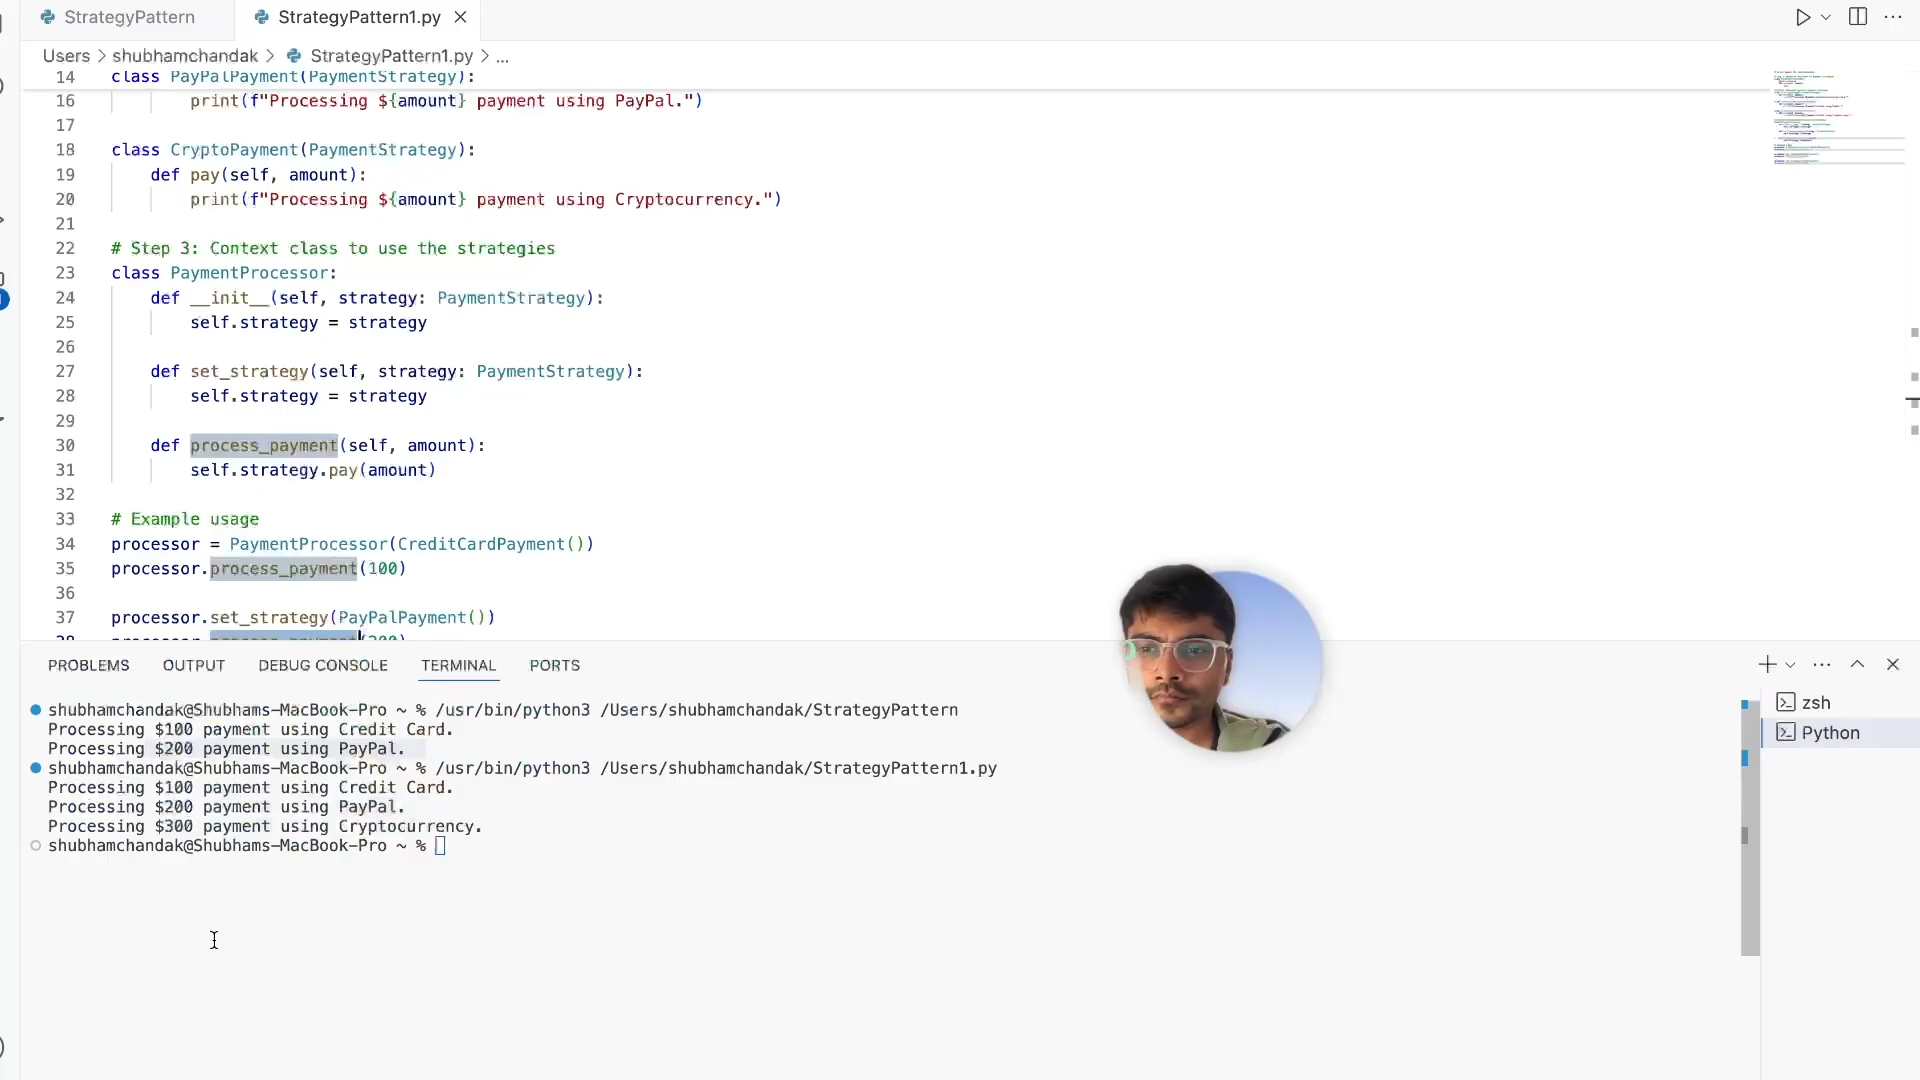 StrategyPattern
StrategyPattern1.py
Users > shubhamchandak > StrategyPattern1.py > ...
14 class PayPalPayment(PaymentStrategy):
16 print(f"Processing ${amount} payment using PayPal.")
17
18 class CryptoPayment(PaymentStrategy):
19 def pay(self, amount):
20 print(f"Processing ${amount} payment using Cryptocurrency.")
21
22 # Step 3: Context class to use the strategies
23 class PaymentProcessor:
24 def __init__(self, strategy: PaymentStrategy):
25 self.strategy = strategy
26
27 def set_strategy(self, strategy: PaymentStrategy):
28 self.strategy = strategy
29
30 def process_payment(self, amount):
31 self.strategy.pay(amount)
32
33 # Example usage
34 processor = PaymentProcessor(CreditCardPayment())
35 processor.process_payment(100)
36
37 processor.set_strategy(PayPalPayment())
38 processor.process_payment(200)
PROBLEMS OUTPUT DEBUG CONSOLE TERMINAL PORTS
shubhamchandak@Shubhams-MacBook-Pro ~ % /usr/bin/python3 /Users/shubhamchandak/StrategyPattern
Processing $100 payment using Credit Card.
Processing $200 payment using PayPal.
shubhamchandak@Shubhams-MacBook-Pro ~ % /usr/bin/python3 /Users/shubhamchandak/StrategyPattern1.py
Processing $100 payment using Credit Card.
Processing $200 payment using PayPal.
Processing $300 payment using Cryptocurrency.
shubhamchandak@Shubhams-MacBook-Pro ~ %
zsh
Python